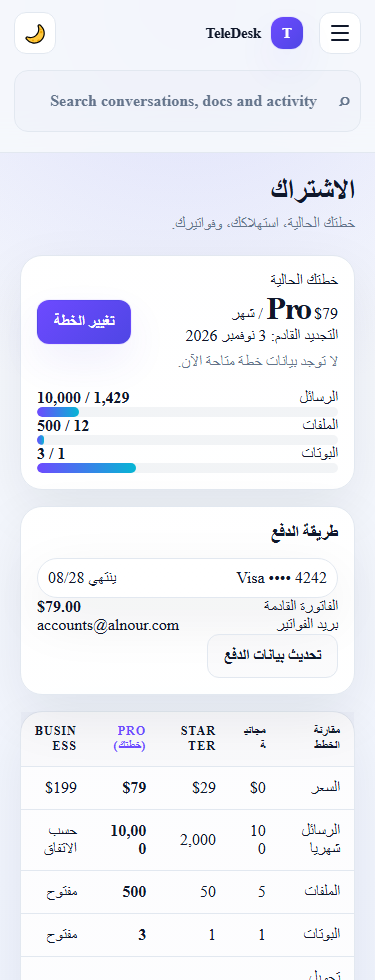 TeleDesk
T
Search conversations, docs and activity
الاشتراك
خطتك الحالية، استهلاكك، وفواتيرك.
خطتك الحالية
Pro $79 / شهر
التجديد القادم: 3 نوفمبر 2026
لا توجد بيانات خطة متاحة الآن.
تغيير الخطة
الرسائل 1,429 / 10,000
الملفات 12 / 500
البوتات 1 / 3
طريقة الدفع
Visa •••• 4242 ينتهي 08/28
الفاتورة القادمة $79.00
بريد الفواتير accounts@alnour.com
تحديث بيانات الدفع
مقارنة الخطط مجانية STARTER PRO (خطتك) BUSINESS
السعر $0 $29 $79 $199
الرسائل شهريا 100 2,000 10,000 حسب الاتفاق
الملفات 5 50 500 مفتوح
البوتات 1 1 3 مفتوح